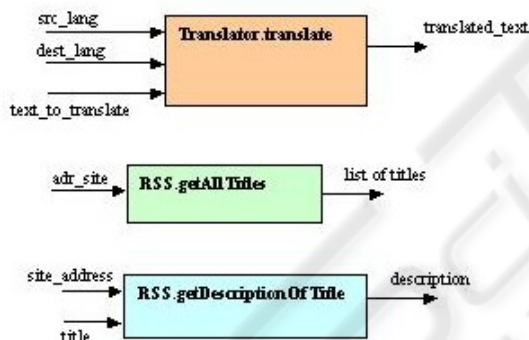 src_lang
Translator.translate
translated_text
dest_lang
text_to_translate
adr_site
RSS.getAllTitles
list of titles
site_address
RSS.getDescriptionOfTitle
description
title